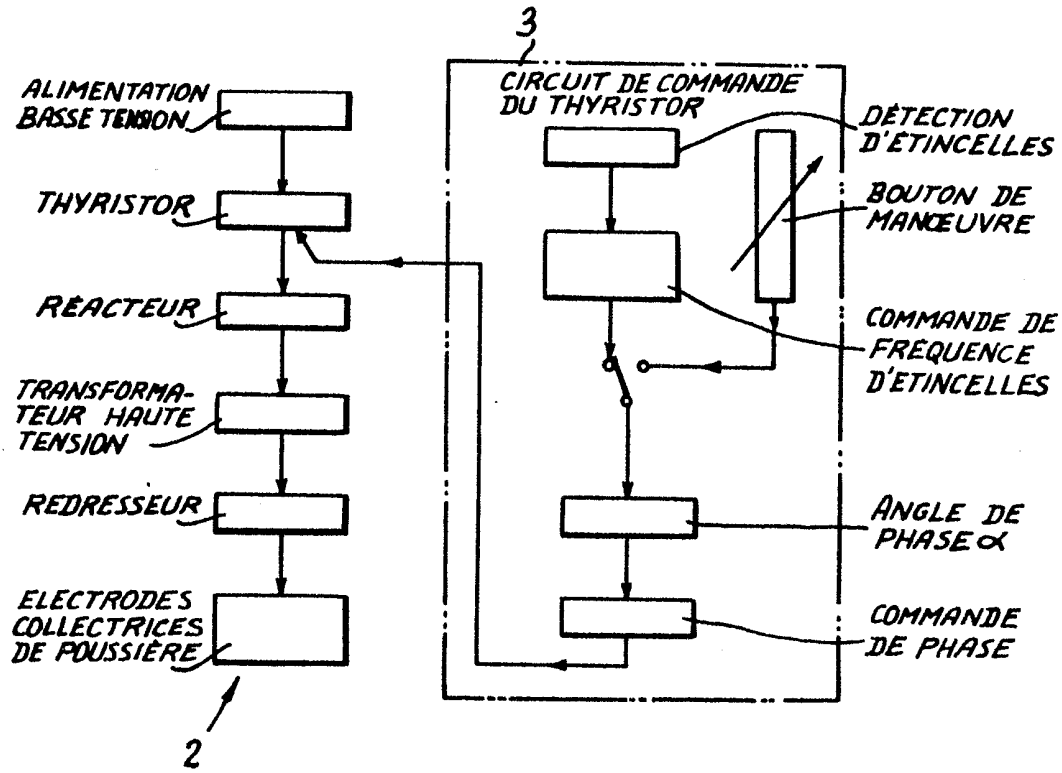 3
CIRCUIT DE COMMANDE
DU THYRISTOR
ALIMENTATION
BASSE TENSION
THYRISTOR
RÉACTEUR
TRANSFORMA-
TEUR HAUTE
TENSION
REDRESSEUR
ELECTRODES
COLLECTRICES
DE POUSSIÈRE
2
DÉTECTION
D'ÉTINCELLES
BOUTON DE
MANŒUVRE
COMMANDE DE
FRÉQUENCE
D'ETINCELLES
ANGLE DE
PHASE α
COMMANDE
DE PHASE